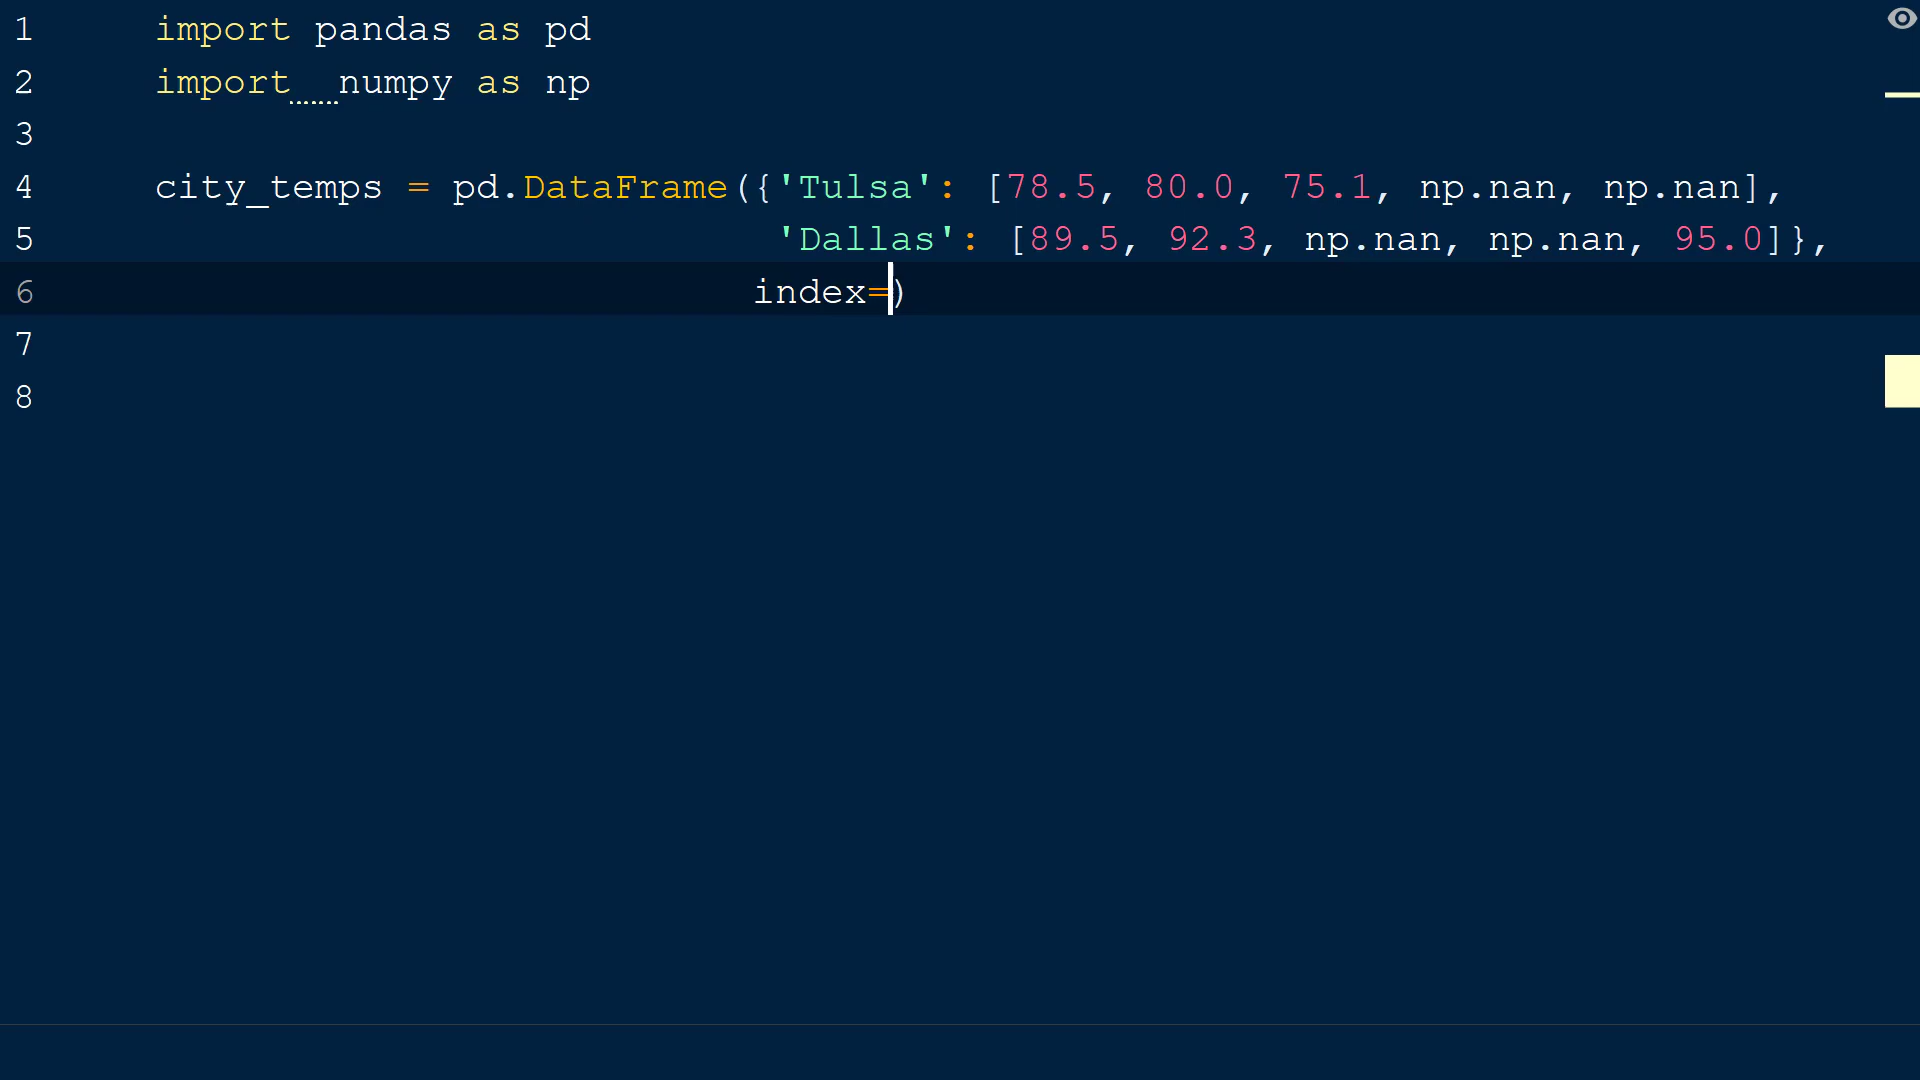 1 import pandas as pd
2 import  numpy as np
3
4 city_temps = pd.DataFrame({'Tulsa': [78.5, 80.0, 75.1, np.nan, np.nan],
5                            'Dallas': [89.5, 92.3, np.nan, np.nan, 95.0]},
6                           index=)
7
8